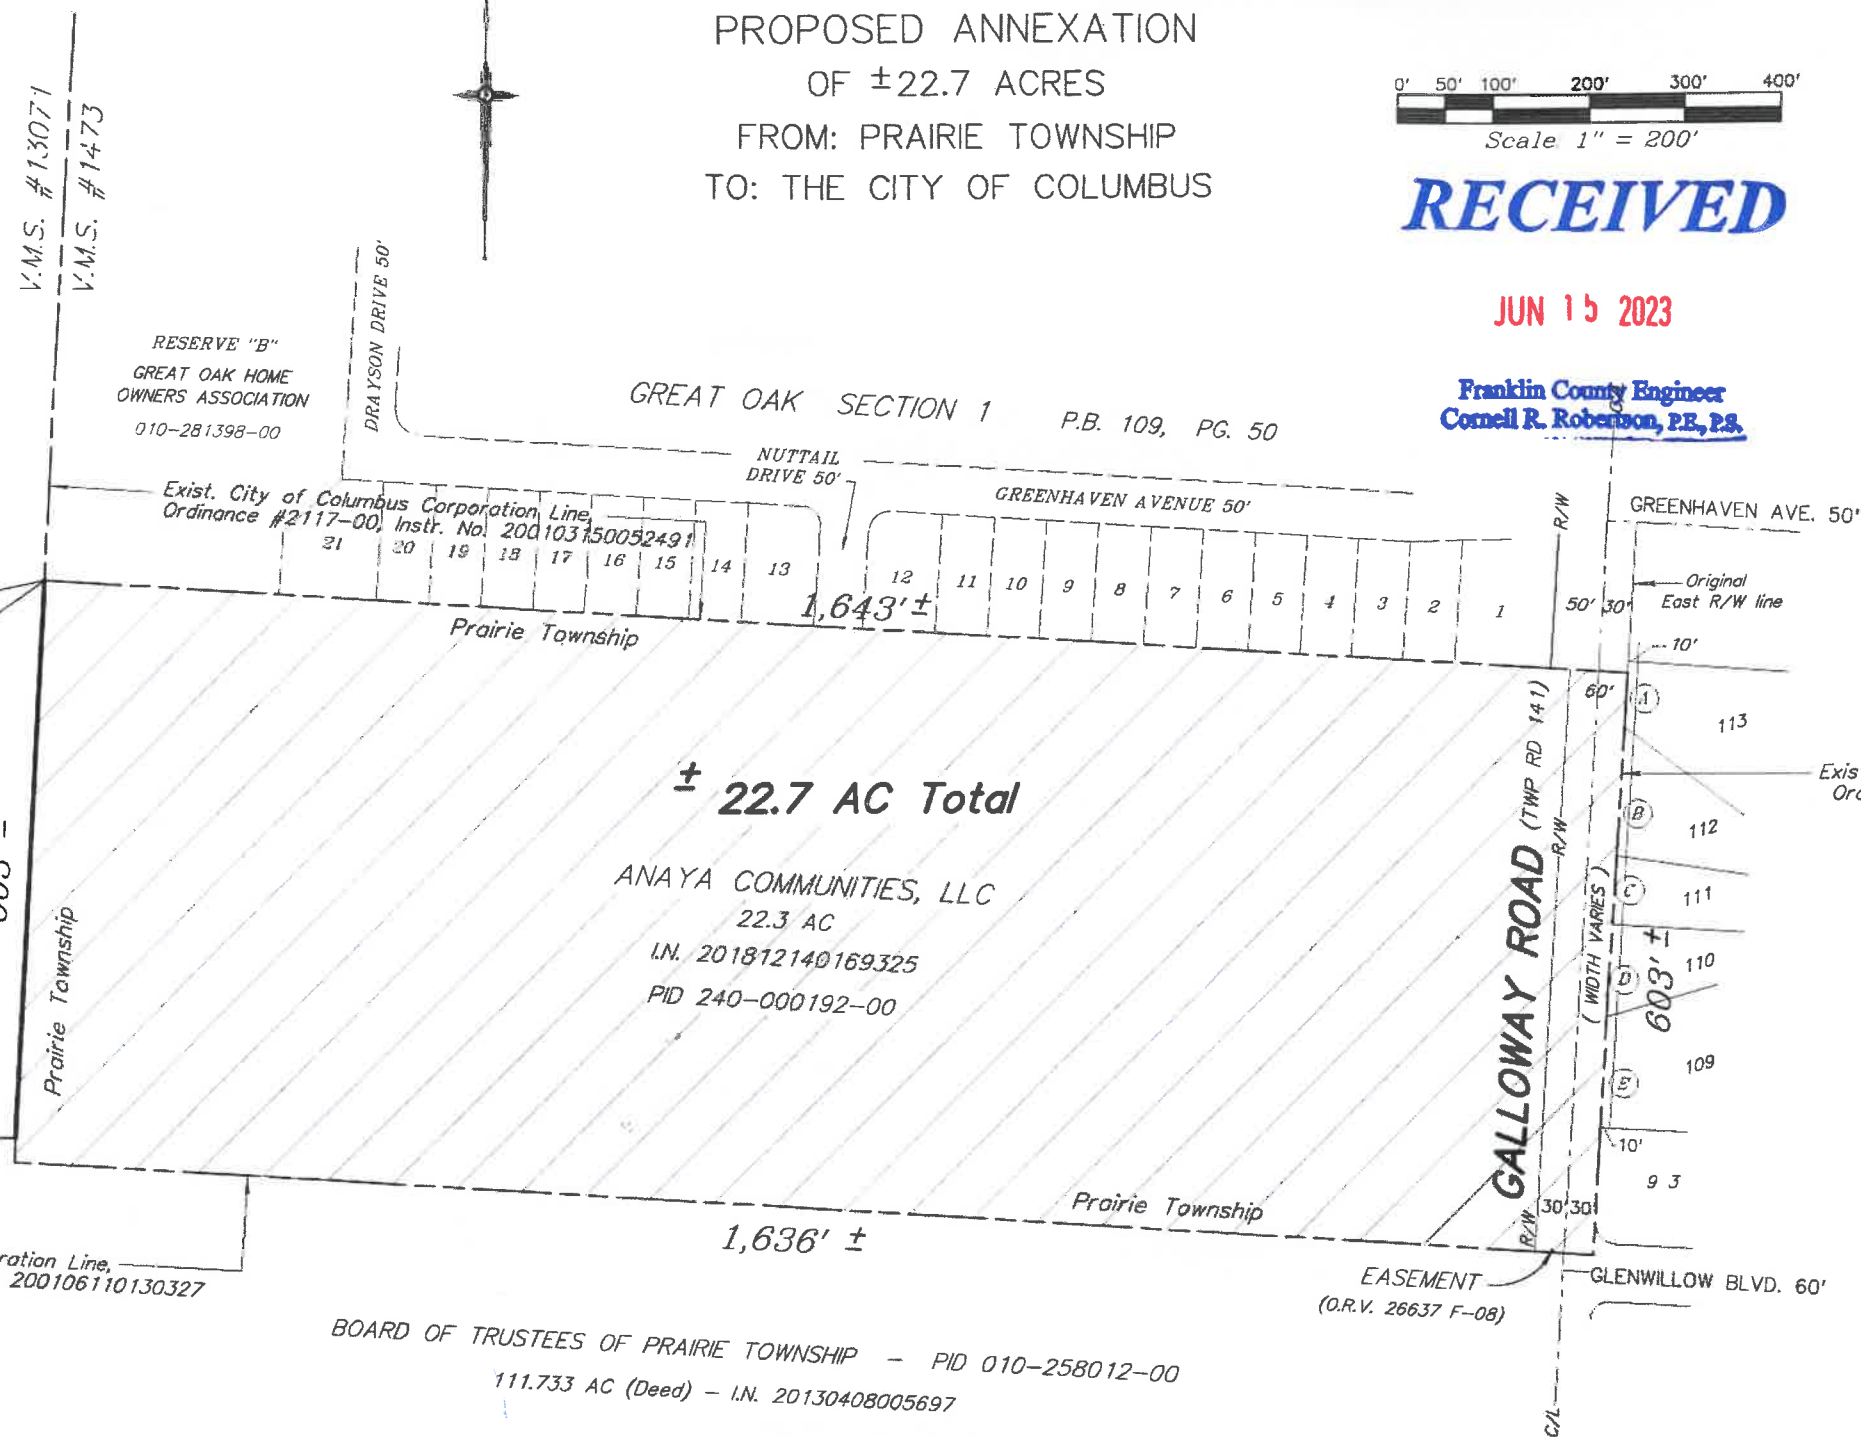 PROPOSED ANNEXATION
OF ±22.7 ACRES
FROM: PRAIRIE TOWNSHIP
TO: THE CITY OF COLUMBUS
0' 50' 100' 200' 300' 400'
Scale 1" = 200'
RECEIVED
JUN 15 2023
Franklin County Engineer
Cornell R. Robertson, P.E., P.S.
V.M.S. #13071
V.M.S. #1473
RESERVE "B"
GREAT OAK HOME
OWNERS ASSOCIATION
010-281398-00
DRAYSON DRIVE 50'
GREAT OAK SECTION 1 P.B. 109, PG. 50
NUTTAIL
DRIVE 50'
GREENHAVEN AVENUE 50'
GREENHAVEN AVE. 50'
Exist. City of Columbus Corporation Line,
Ordinance #2117-00, Instr. No. 200103150052491
21 20 19 18 17 16 15 14 13 12 11 10 9 8 7 6 5 4 3 2 1
R/W
50' 30'
Original
East R/W line
10'
1,643' ±
Prairie Township
60'
A
113
Exis
Ord
B
112
C
111
D
110
603' ±
109
E
10'
9 3
± 22.7 AC Total
ANAYA COMMUNITIES, LLC
22.3 AC
I.N. 201812140169325
PID 240-000192-00
GALLOWAY ROAD (TWP RD 141)
R/W
( WIDTH VARIES )
Prairie Township
Prairie Township
R/W
30' 30'
1,636' ±
EASEMENT
(O.R.V. 26637 F-08)
GLENWILLOW BLVD. 60'
ration Line,
200106110130327
BOARD OF TRUSTEES OF PRAIRIE TOWNSHIP - PID 010-258012-00
111.733 AC (Deed) - I.N. 20130408005697
C/L